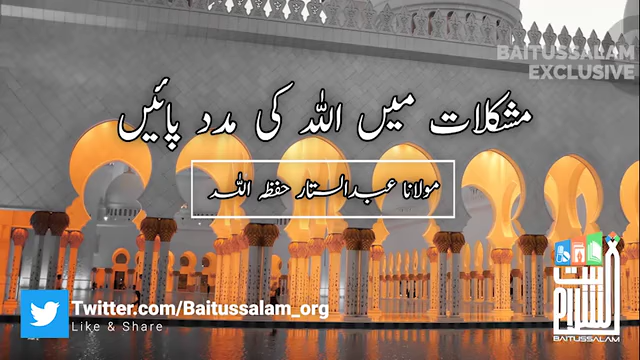 BAITUSSALAM
EXCLUSIVE
مشکلات میں اللہ کی مدد پائیں
مولانا عبدالستار حفظہ اللہ
بیت السلام
BAITUSSALAM
Twitter.com/Baitussalam_org
Like & Share